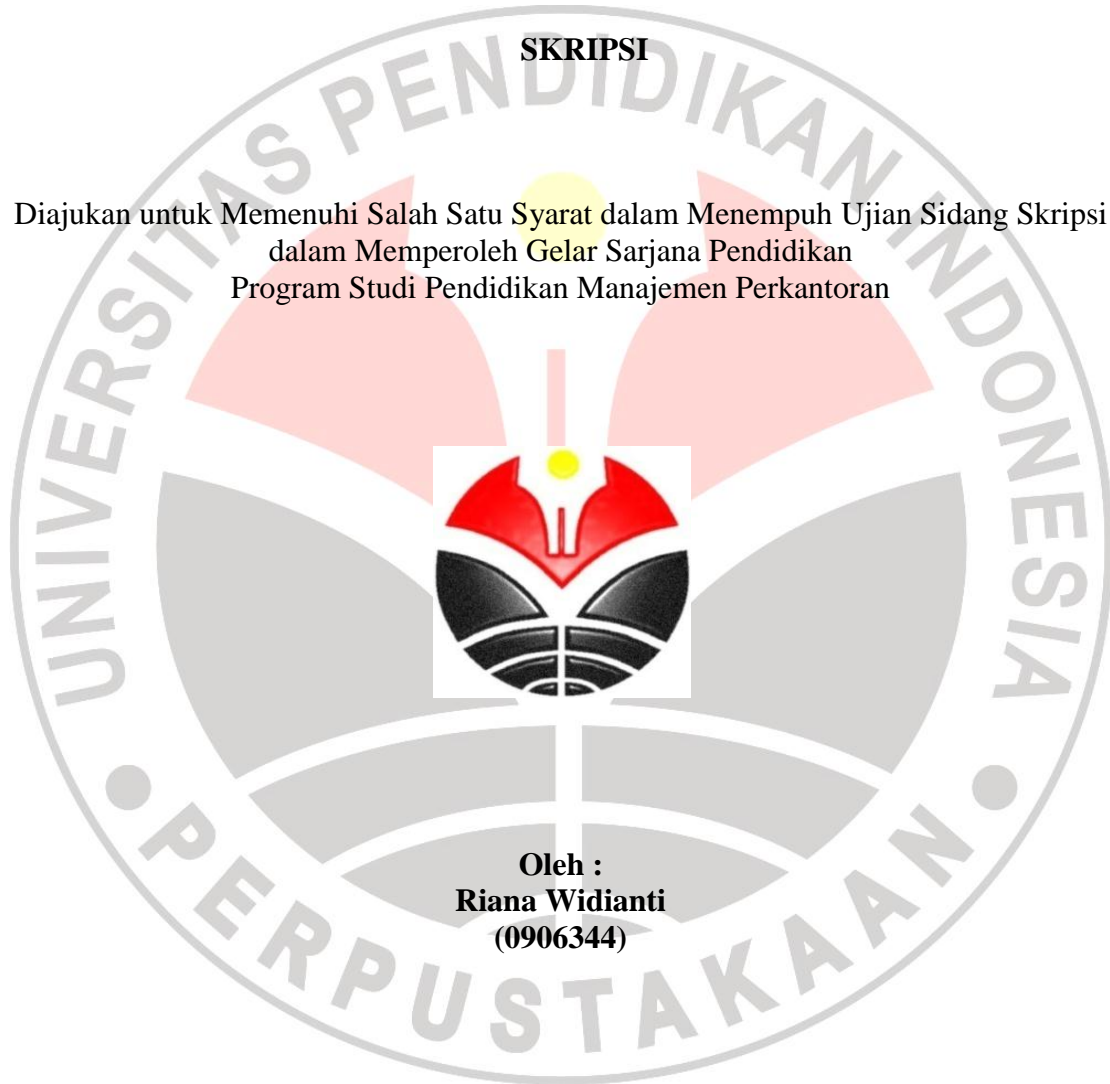 SKRIPSI
Diajukan untuk Memenuhi Salah Satu Syarat dalam Menempuh Ujian Sidang Skripsi
dalam Memperoleh Gelar Sarjana Pendidikan
Program Studi Pendidikan Manajemen Perkantoran
UNIVERSITAS PENDIDIKAN INDONESIA
Oleh :
Riana Widianti
(0906344)
PERPUSTAKAAN